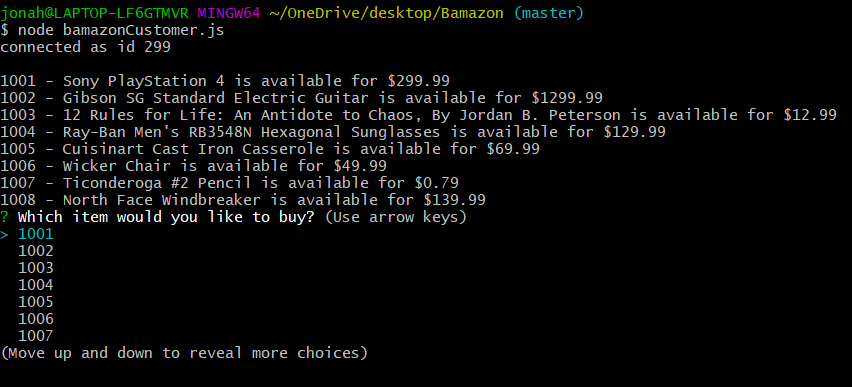 jonah@LAPTOP-LF6GTMVR MINGW64 ~/OneDrive/desktop/Bamazon (master)
$ node bamazonCustomer.js
connected as id 299
1001 - Sony PlayStation 4 is available for $299.99
1002 - Gibson SG Standard Electric Guitar is available for $1299.99
1003 - 12 Rules for Life: An Antidote to Chaos, By Jordan B. Peterson is available for $12.99
1004 - Ray-Ban Men's RB3548N Hexagonal Sunglasses is available for $129.99
1005 - Cuisinart Cast Iron Casserole is available for $69.99
1006 - Wicker Chair is available for $49.99
1007 - Ticonderoga #2 Pencil is available for $0.79
1008 - North Face Windbreaker is available for $139.99
? Which item would you like to buy? (Use arrow keys)
> 1001
1002
1003
1004
1005
1006
1007
(Move up and down to reveal more choices)